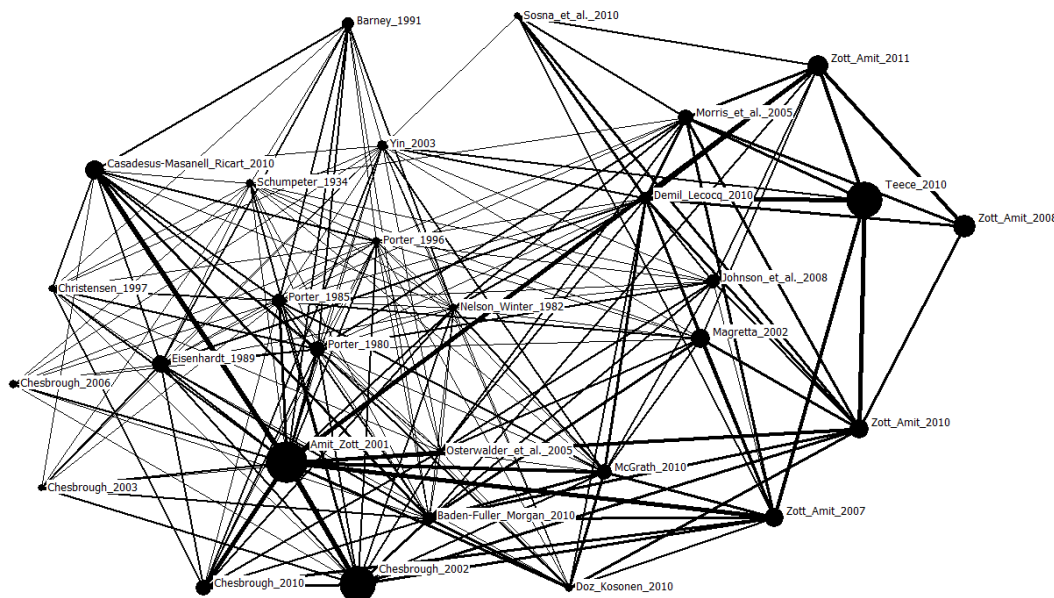 Barney_1991
Sosna_et_al._2010
Zott_Amit_2011
Morris_et_al._2005
Yin_2003
Casadesus-Masanell_Ricart_2010
Schumpeter_1934
Teece_2010
Demil_Lecocq_2010
Zott_Amit_2008
Porter_1996
Johnson_et_al._2008
Christensen_1997
Porter_1985
Nelson_Winter_1982
Magretta_2002
Porter_1980
Eisenhardt_1989
Chesbrough_2006
Zott_Amit_2010
Amit_Zott_2001
Osterwalder_et_al._2005
McGrath_2010
Chesbrough_2003
Baden-Fuller_Morgan_2010
Zott_Amit_2007
Chesbrough_2002
Chesbrough_2010
Doz_Kosonen_2010